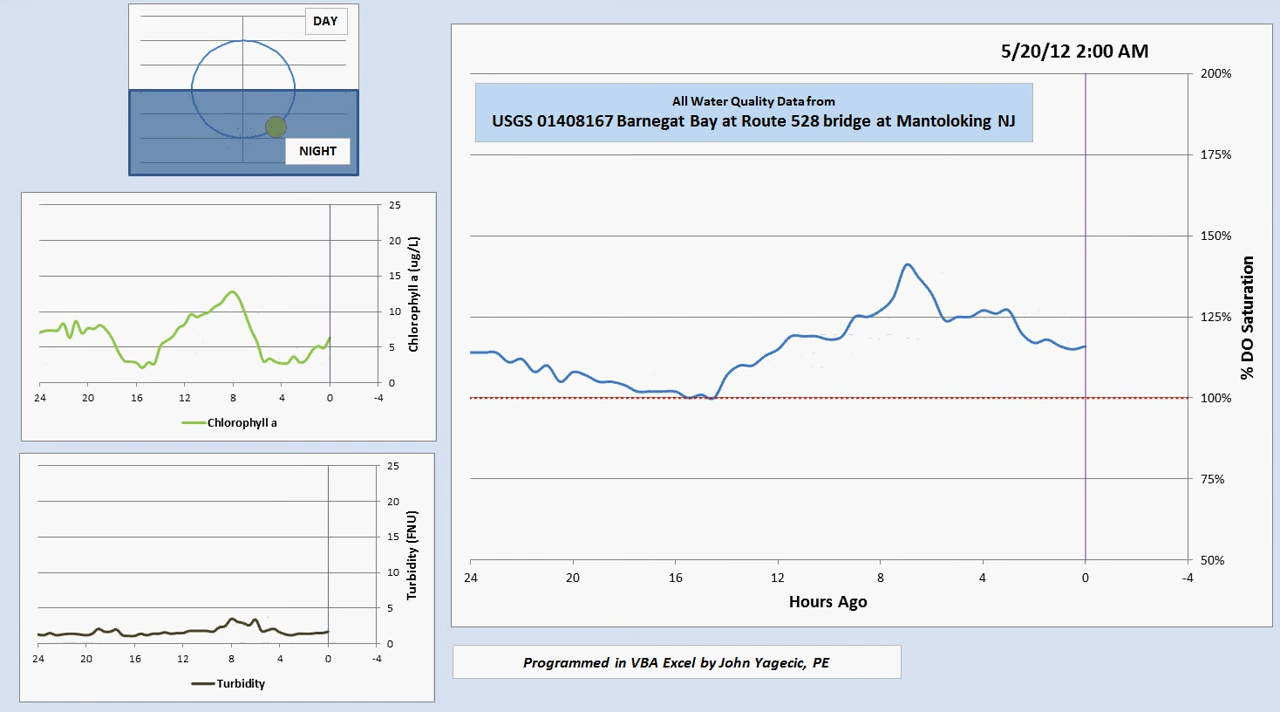 DAY
NIGHT
25
20
15
10
5
0
Chlorophyll a (ug/L)
24 20 16 12 8 4 0 -4
Chlorophyll a
25
20
15
10
5
0
Turbidity (FNU)
24 20 16 12 8 4 0 -4
Turbidity
5/20/12 2:00 AM
All Water Quality Data from
USGS 01408167 Barnegat Bay at Route 528 bridge at Mantoloking NJ
200%
175%
150%
125%
100%
75%
50%
% DO Saturation
24 20 16 12 8 4 0 -4
Hours Ago
Programmed in VBA Excel by John Yagecic, PE